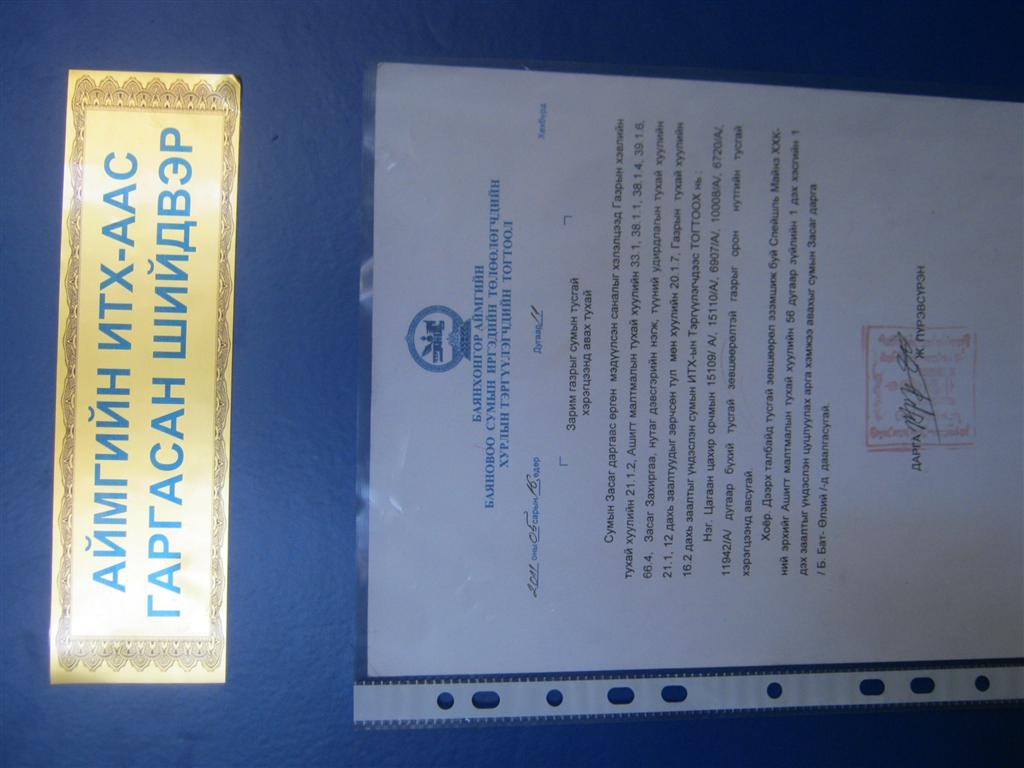 АЙМГИЙН ИТХ-ААС
ГАРГАСАН ШИЙДВЭР
БАЯНХОНГОР АЙМГИЙН
БАЯНОВОО СУМЫН ИРГЭДИЙН ТӨЛӨӨЛӨГЧДИЙН
ХУРЛЫН ТЭРГҮҮЛЭГЧДИЙН ТОГТООЛ
2011 оны 05 сарын 18 өдөр Дугаар 11
Зарим газрыг сумын тусгай
хэрэгцээнд авах тухай
Сумын Засаг даргаас өргөн мэдүүлсэн саналыг хэлэлцээд Газрын хэвлийн
тухай хуулийн 21.1.2, Ашигт малтмалын тухай хуулийн 33.1, 38.1.1, 38.1.4, 39.1.6,
66.4, Засаг Захиргаа, нутаг дэвсгэрийн нэгж, түүний удирдлагын тухай хуулийн
21.1, 12 дахь заалтуудыг зөрчсөн тул мөн хуулийн 20.1.7, Газрын тухай хуулийн
16.2 дахь заалтыг үндэслэн сумын ИТХ-ын Тэргүүлэгчдээс ТОГТООХ нь :
Нэг. Цагаан цахир орчмын 15109/ А/, 15110/А/, 6907/А/, 10008/А/, 6720/А/,
11942/А/ дугаар бүхий тусгай зөвшөөрөлтэй газрыг орон нутгийн тусгай
хэрэгцээнд авсугай.
Хоёр. Дээрх талбайд тусгай зөвшөөрөл эзэмшиж буй Спейшль Майнз ХХК-
ний эрхийг Ашигт малтмалын тухай хуулийн 56 дугаар зүйлийн 1 дэх хэсгийн 1
дэх заалтыг үндэслэн цуцлуулах арга хэмжээ авахыг сумын Засаг дарга
/ Б. Бат- Өлзий /-д даалгасугай.
ДАРГА Ж. ПҮРЭВСҮРЭН